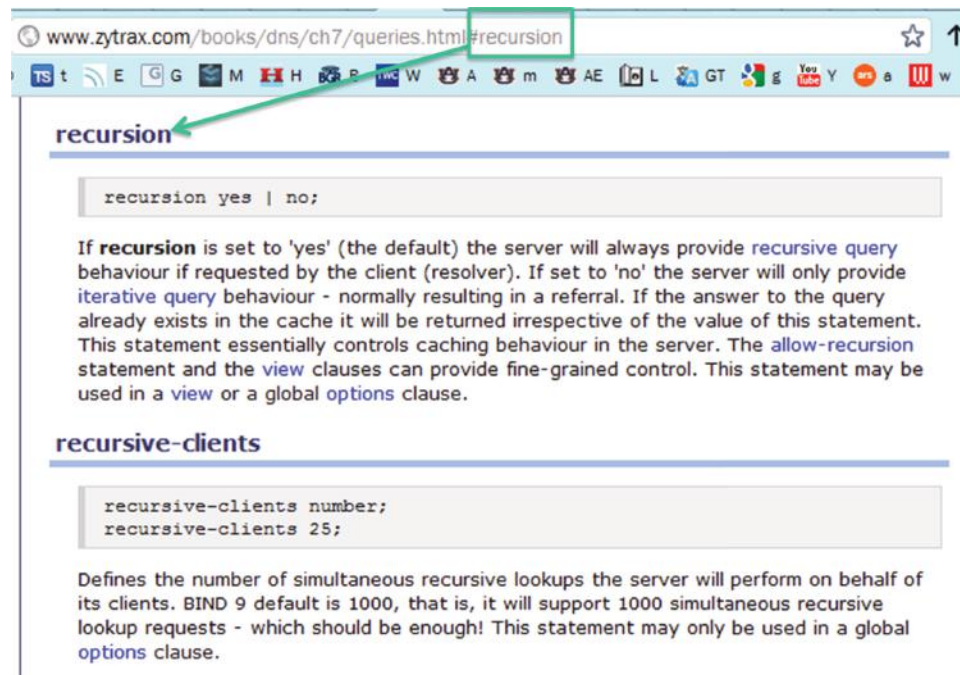 www.zytrax.com/books/dns/ch7/queries.html#recursion
TS t E G G M H H BCP TWC W A m AE L GT g You Tube Y ars a w
recursion
recursion yes | no;
If recursion is set to 'yes' (the default) the server will always provide recursive query
behaviour if requested by the client (resolver). If set to 'no' the server will only provide
iterative query behaviour - normally resulting in a referral. If the answer to the query
already exists in the cache it will be returned irrespective of the value of this statement.
This statement essentially controls caching behaviour in the server. The allow-recursion
statement and the view clauses can provide fine-grained control. This statement may be
used in a view or a global options clause.
recursive-clients
recursive-clients number;
recursive-clients 25;
Defines the number of simultaneous recursive lookups the server will perform on behalf of
its clients. BIND 9 default is 1000, that is, it will support 1000 simultaneous recursive
lookup requests - which should be enough! This statement may only be used in a global
options clause.